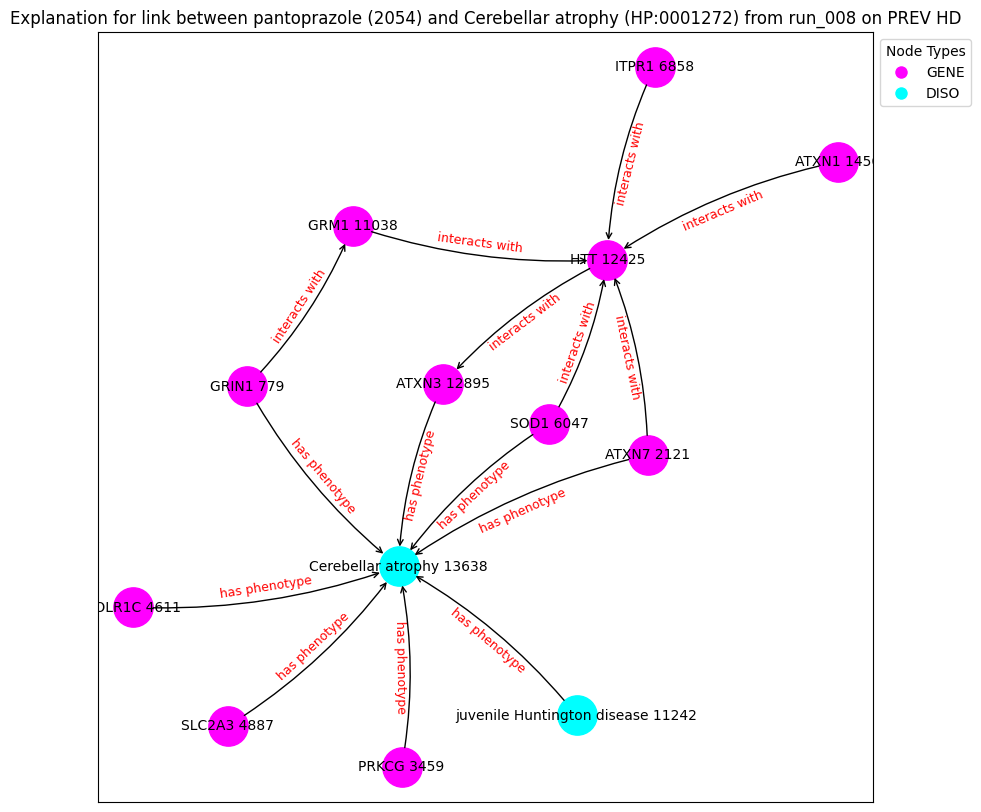 Explanation for link between pantoprazole (2054) and Cerebellar atrophy (HP:0001272) from run_008 on PREV HD
Node Types
GENE
DISO
ITPR1 6858
interacts with
ATXN1 145
interacts with
GRM1 11038
interacts with
HTT 12425
interacts with
interacts with
interacts with
interacts with
GRIN1 779
ATXN3 12895
SOD1 6047
ATXN7 2121
has phenotype
has phenotype
has phenotype
has phenotype
Cerebellar atrophy 13638
has phenotype
OLR1C 4611
has phenotype
has phenotype
has phenotype
SLC2A3 4887
juvenile Huntington disease 11242
PRKCG 3459